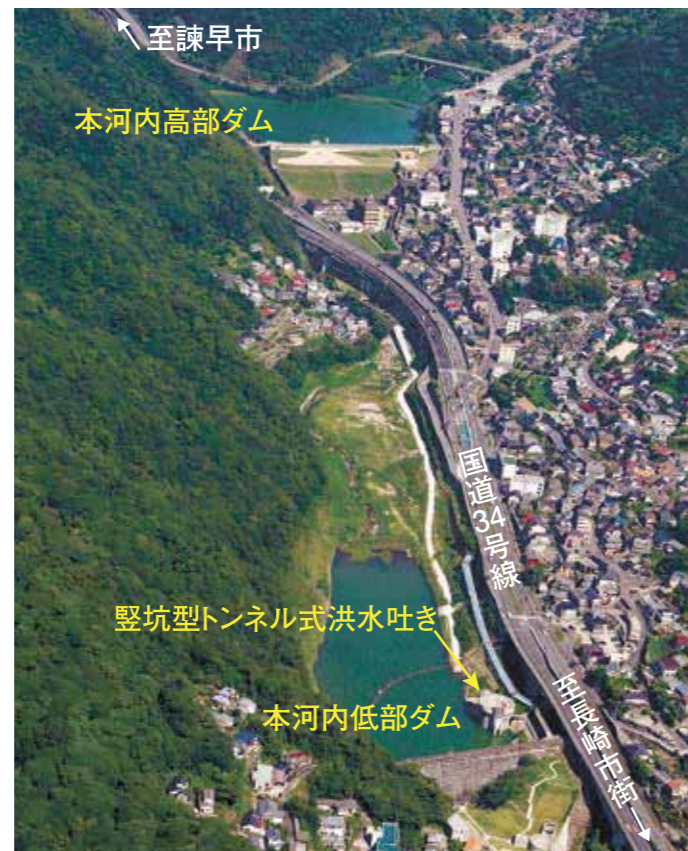 至諫早市
本河内高部ダム
国道34号線
竪坑型トンネル式洪水吐き
本河内低部ダム
至長崎市街